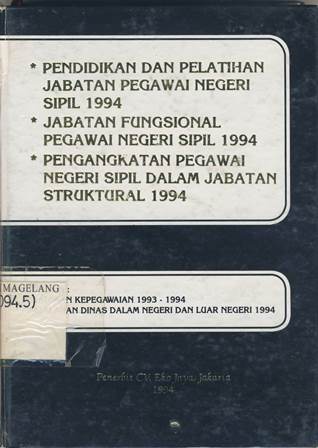 * PENDIDIKAN DAN PELATIHAN
JABATAN PEGAWAI NEGERI
SIPIL 1994
* JABATAN FUNGSIONAL
PEGAWAI NEGERI SIPIL 1994
* PENGANGKATAN PEGAWAI
NEGERI SIPIL DALAM JABATAN
STRUKTURAL 1994
MAGELANG :
094.5)
KEPEGAWAIAN 1993 - 1994
DINAS DALAM NEGERI DAN LUAR NEGERI 1994
Penerbit CV. Eko Jaya, Jakarta
1994